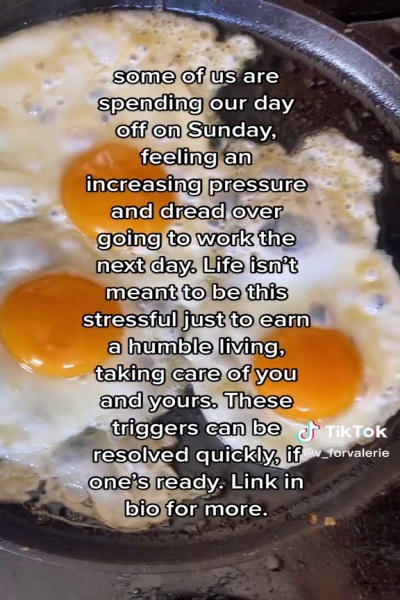 some of us are
spending our day
off on Sunday,
feeling an
increasing pressure
and dread over
going to work the
next day. Life isn't
meant to be this
stressful just to earn
a humble living,
taking care of you
and yours. These
triggers can be
resolved quickly, if
one's ready. Link in
bio for more.
TikTok
@v_forvalerie